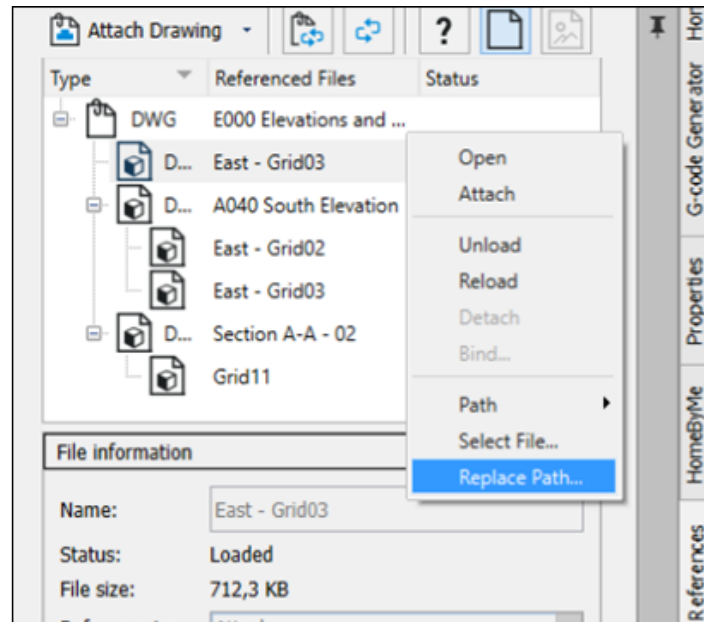 Attach Drawing
?
Type Referenced Files Status
DWG E000 Elevations and ...
D... East - Grid03
D... A040 South Elevation
East - Grid02
East - Grid03
D... Section A-A - 02
Grid11
Open
Attach
Unload
Reload
Detach
Bind...
Path
Select File...
Replace Path...
File information
Name: East - Grid03
Status: Loaded
File size: 712,3 KB
G-code Generator
Properties
HomeByMe
References